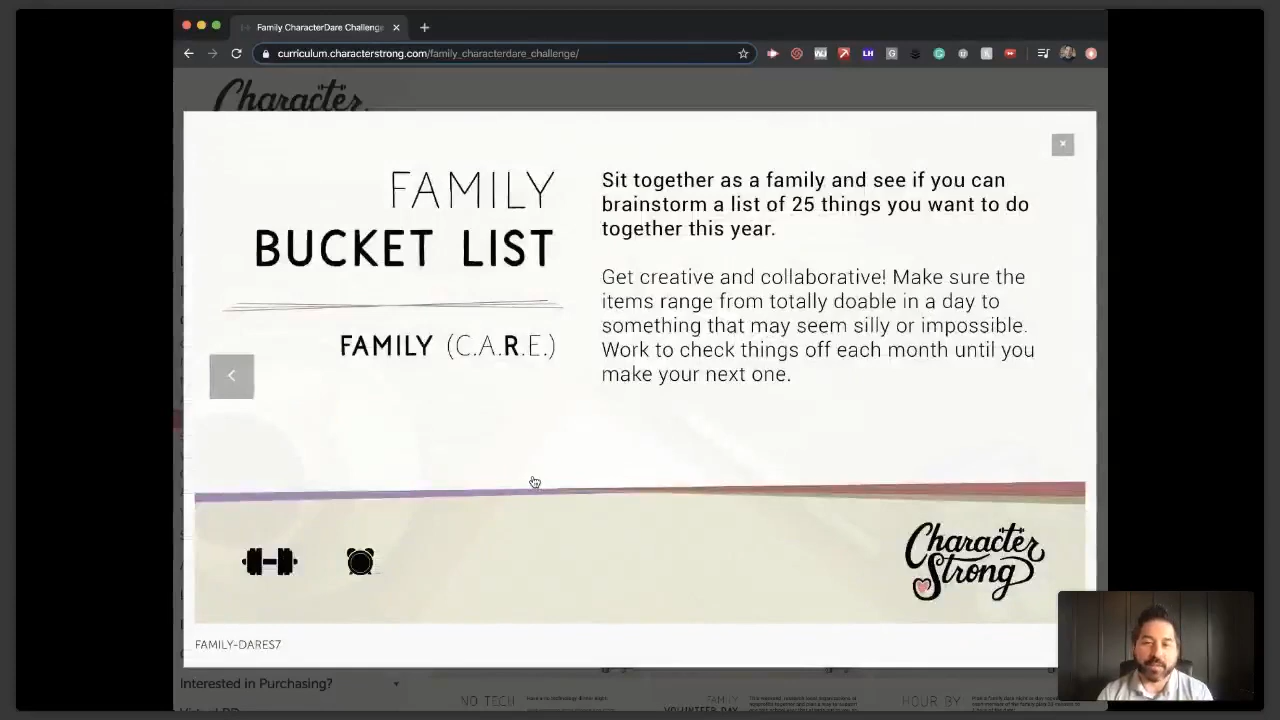 Family CharacterDare Challenge
curriculum.characterstrong.com/family_characterdare_challenge/
Character
FAMILY
BUCKET LIST
FAMILY (C.A.R.E.)
Sit together as a family and see if you can
brainstorm a list of 25 things you want to do
together this year.
Get creative and collaborative! Make sure the
items range from totally doable in a day to
something that may seem silly or impossible.
Work to check things off each month until you
make your next one.
Character
Strong
FAMILY-DARES7
Interested in Purchasing?
NO TECH
FAMILY
VOLUNTEER DAY
HOUR BY